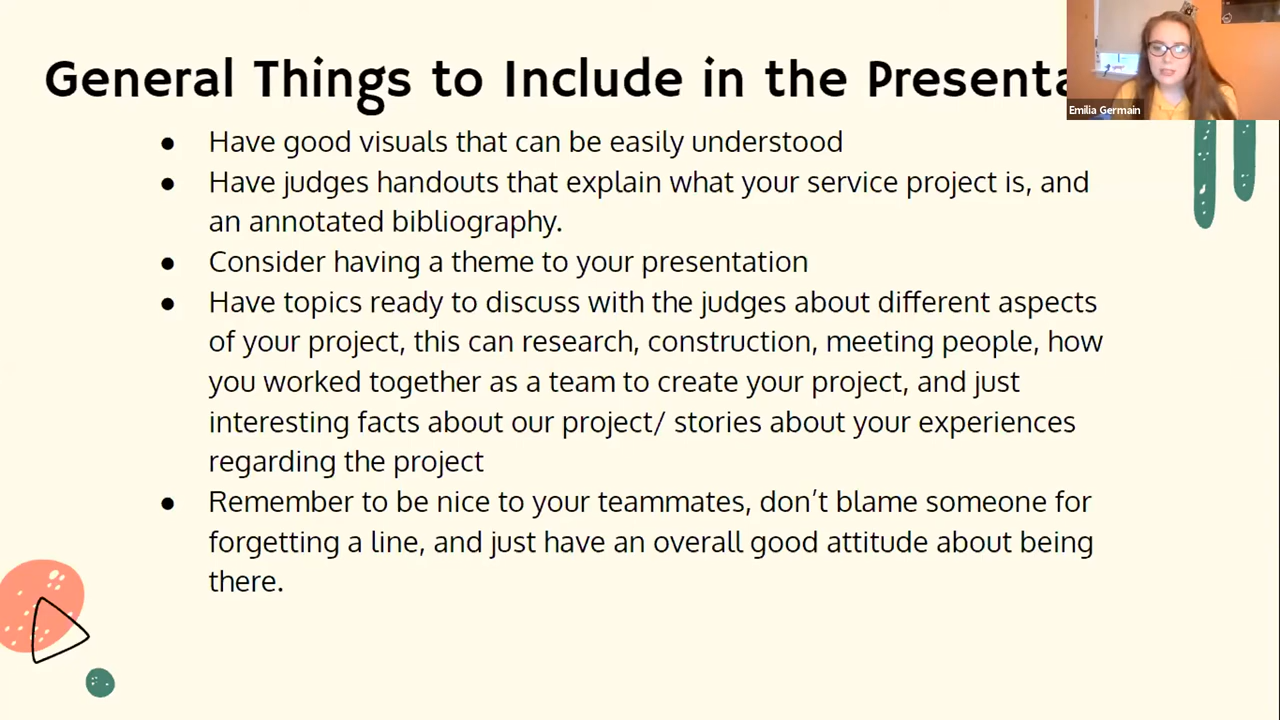 General Things to Include in the Presenta
Emilia Germain
● Have good visuals that can be easily understood
● Have judges handouts that explain what your service project is, and
an annotated bibliography.
● Consider having a theme to your presentation
● Have topics ready to discuss with the judges about different aspects
of your project, this can research, construction, meeting people, how
you worked together as a team to create your project, and just
interesting facts about our project/ stories about your experiences
regarding the project
● Remember to be nice to your teammates, don’t blame someone for
forgetting a line, and just have an overall good attitude about being
there.